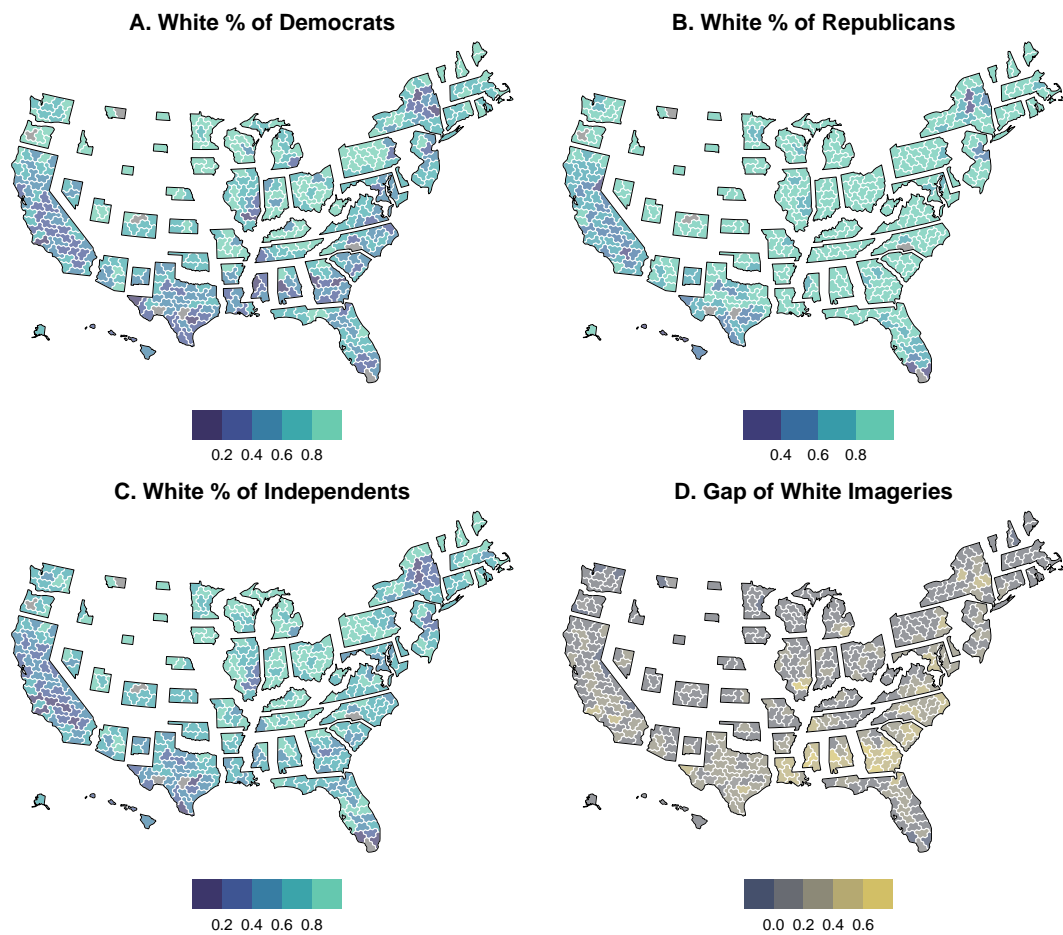 A. White % of Democrats
B. White % of Republicans
0.2 0.4 0.6 0.8
0.4 0.6 0.8
C. White % of Independents
D. Gap of White Imageries
0.2 0.4 0.6 0.8
0.0 0.2 0.4 0.6